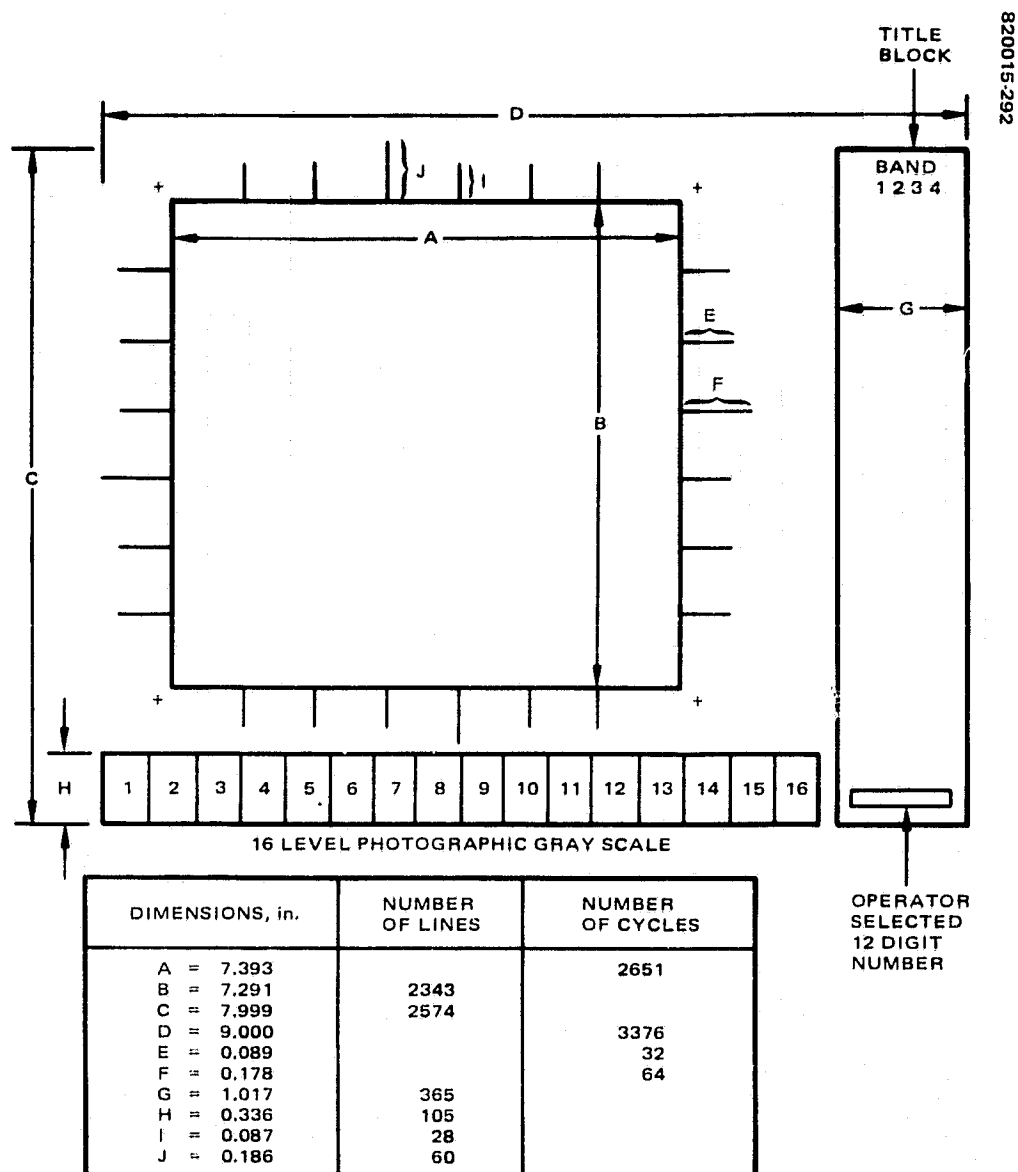 820015-292
TITLE
BLOCK
D
BAND
1 2 3 4
J
I
A
G
E
F
B
C
H
1 2 3 4 5 6 7 8 9 10 11 12 13 14 15 16
16 LEVEL PHOTOGRAPHIC GRAY SCALE
OPERATOR
SELECTED
12 DIGIT
NUMBER
DIMENSIONS, in. NUMBER OF LINES NUMBER OF CYCLES
A = 7.393 2651
B = 7.291 2343
C = 7.999 2574
D = 9.000 3376
E = 0.089 32
F = 0.178 64
G = 1.017 365
H = 0.336 105
I = 0.087 28
J = 0.186 60